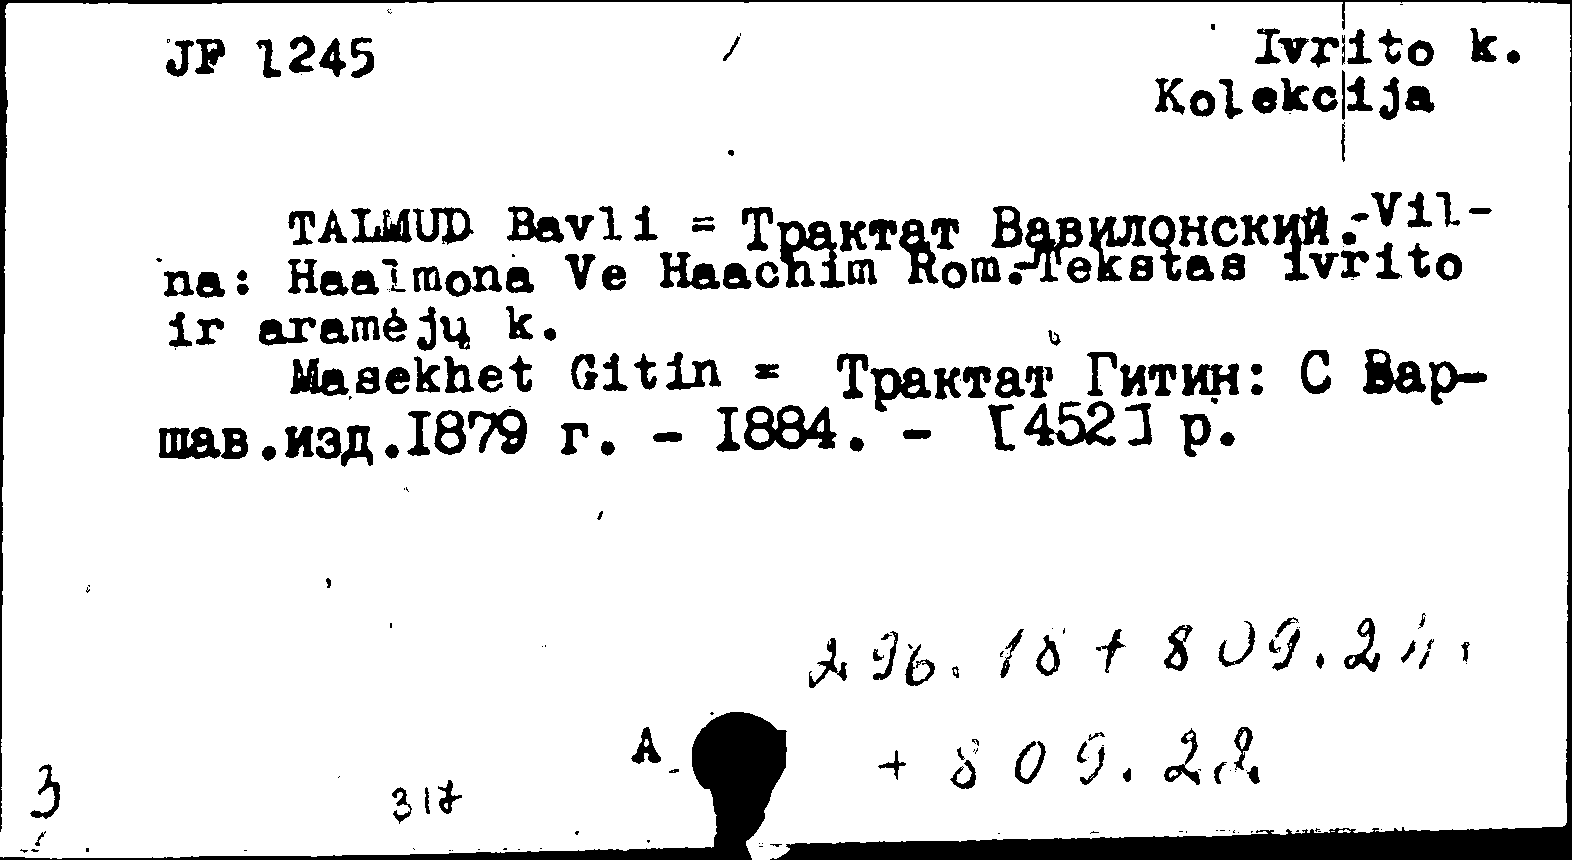 JF 1245
Ivrito k.
Kolekcija
TALMUD Bavli = Трактат Вавилонский.-Vil-
na: Haalmona Ve Haachim Rom.-Tekstas ivrito
ir aramėjų k.
Masekhet Gitin = Трактат Гитин: С Вар-
шав.изд.1879 г. - 1884. - [452] p.
296.18 + 809.24.
A
+ 809.22
3
317